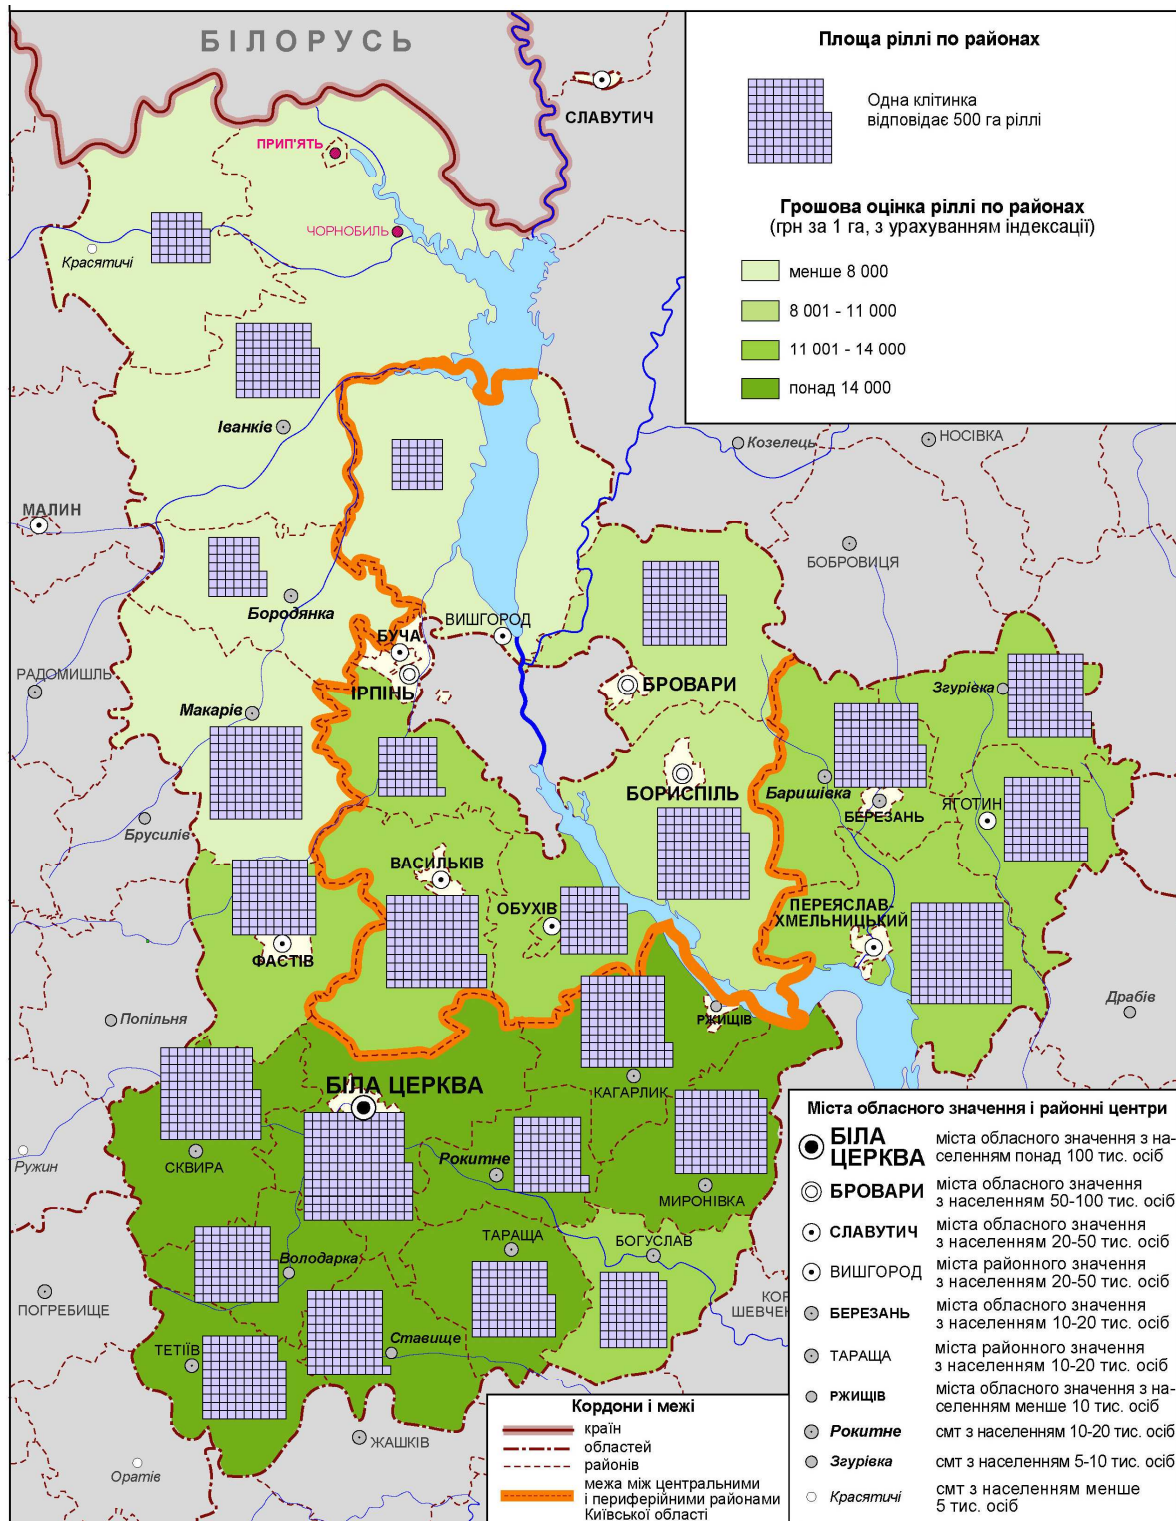 БІЛОРУСЬ
СЛАВУТИЧ
ПРИП'ЯТЬ
ЧОРНОБИЛЬ
Красятичі
Іванків
Козелець
НОСІВКА
МАЛИН
БОБРОВИЦЯ
Бородянка
ВИШГОРОД
БУЧА
РАДОМИШЛЬ
ІРПІНЬ
БРОВАРИ
Згурівка
Макарів
БОРИСПІЛЬ
Баришівка
БЕРЕЗАНЬ
ЯГОТИН
Брусилів
ВАСИЛЬКІВ
ОБУХІВ
ПЕРЕЯСЛАВ-
ХМЕЛЬНИЦЬКИЙ
ФАСТІВ
Попільня
РЖИЩІВ
Драбів
БІЛА ЦЕРКВА
КАГАРЛИК
Ружин
СКВИРА
Рокитне
МИРОНІВКА
ТАРАЩА
БОГУСЛАВ
Володарка
ПОГРЕБИЩЕ
КОР
ШЕВЧЕН
ТЕТІЇВ
Ставище
ЖАШКІВ
Оратів
Площа ріллі по районах
Одна клітинка
відповідає 500 га ріллі
Грошова оцінка ріллі по районах
(грн за 1 га, з урахуванням індексації)
менше 8 000
8 001 - 11 000
11 001 - 14 000
понад 14 000
Кордони і межі
країн
областей
районів
межа між центральними
і периферійними районами
Київської області
Міста обласного значення і районні центри
БІЛА
ЦЕРКВА
міста обласного значення з на-
селенням понад 100 тис. осіб
БРОВАРИ
міста обласного значення
з населенням 50-100 тис. осіб
СЛАВУТИЧ
міста обласного значення
з населенням 20-50 тис. осіб
ВИШГОРОД
міста районного значення
з населенням 20-50 тис. осіб
БЕРЕЗАНЬ
міста обласного значення
з населенням 10-20 тис. осіб
ТАРАЩА
міста районного значення
з населенням 10-20 тис. осіб
РЖИЩІВ
міста обласного значення з на-
селенням менше 10 тис. осіб
Рокитне
смт з населенням 10-20 тис. осіб
Згурівка
смт з населенням 5-10 тис. осіб
Красятичі
смт з населенням менше
5 тис. осіб